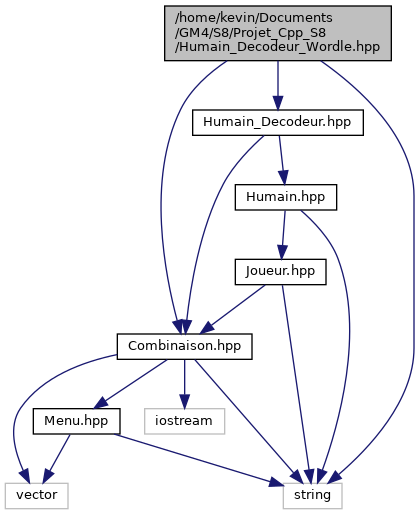 /home/kevin/Documents
/GM4/S8/Projet_Cpp_S8
/Humain_Decodeur_Wordle.hpp
Humain_Decodeur.hpp
Humain.hpp
Joueur.hpp
Combinaison.hpp
Menu.hpp
iostream
vector
string